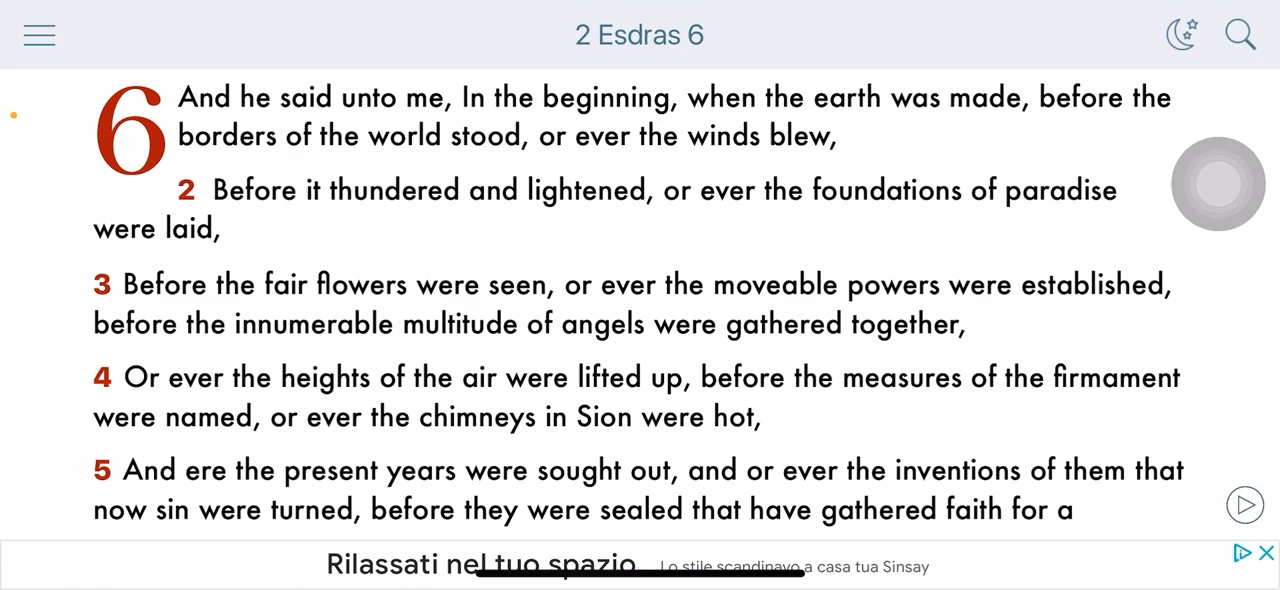 2 Esdras 6
6 And he said unto me, In the beginning, when the earth was made, before the
borders of the world stood, or ever the winds blew,
2 Before it thundered and lightened, or ever the foundations of paradise
were laid,
3 Before the fair flowers were seen, or ever the moveable powers were established,
before the innumerable multitude of angels were gathered together,
4 Or ever the heights of the air were lifted up, before the measures of the firmament
were named, or ever the chimneys in Sion were hot,
5 And ere the present years were sought out, and or ever the inventions of them that
now sin were turned, before they were sealed that have gathered faith for a
Rilassati nel tuo spazio Lo stile scandinavo a casa tua Sinsay